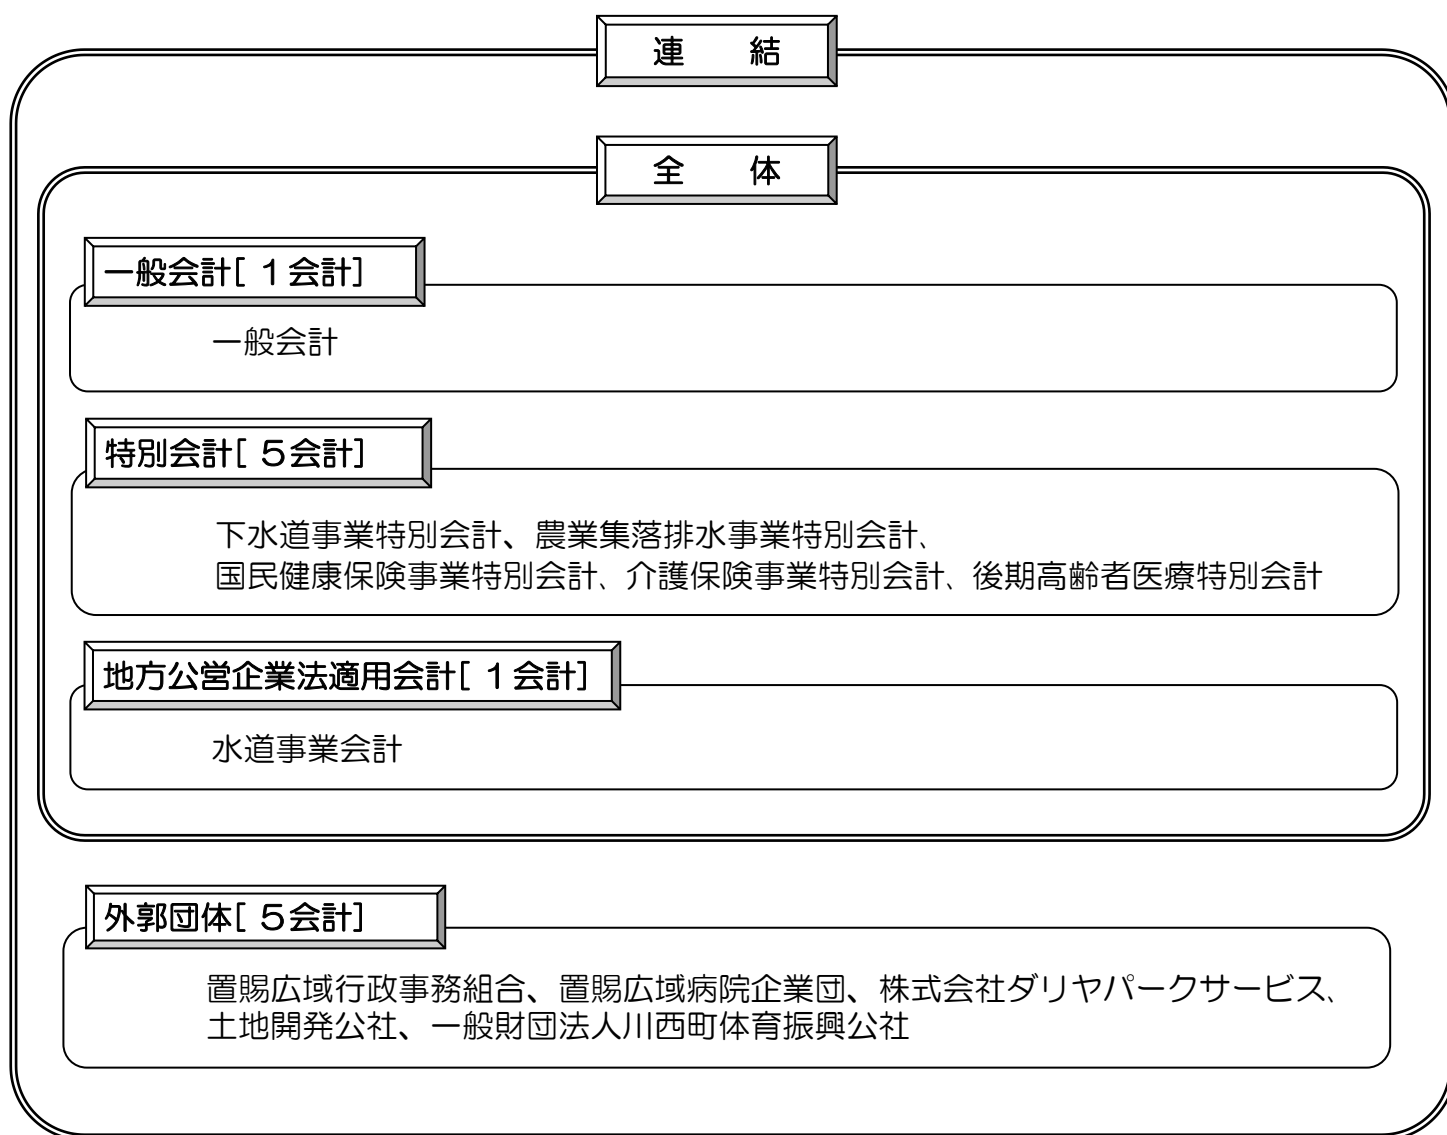 連　　結
全　　体
一般会計[１会計]
一般会計
特別会計[５会計]
下水道事業特別会計、農業集落排水事業特別会計、
国民健康保険事業特別会計、介護保険事業特別会計、後期高齢者医療特別会計
地方公営企業法適用会計[１会計]
水道事業会計
外郭団体[５会計]
置賜広域行政事務組合、置賜広域病院企業団、株式会社ダリヤパークサービス、
土地開発公社、一般財団法人川西町体育振興公社